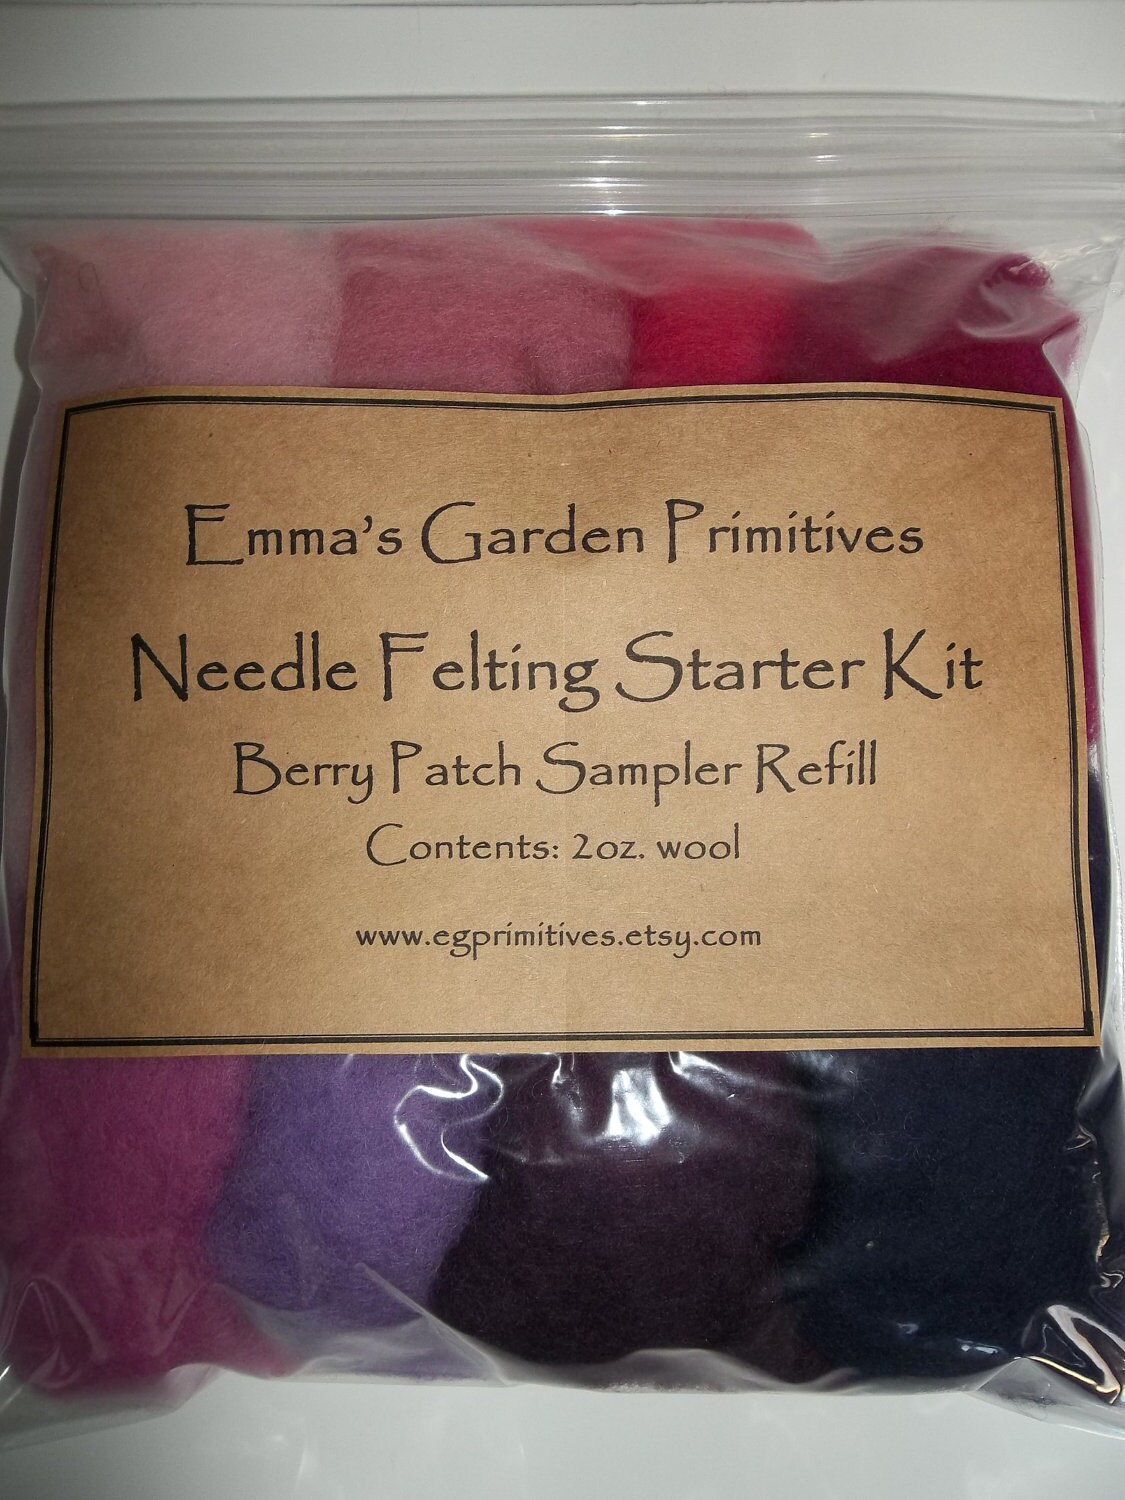 Emma's Garden Primitives
Needle Felting Starter Kit
Berry Patch Sampler Refill
Contents: 2oz. wool
www.egprimitives.etsy.com